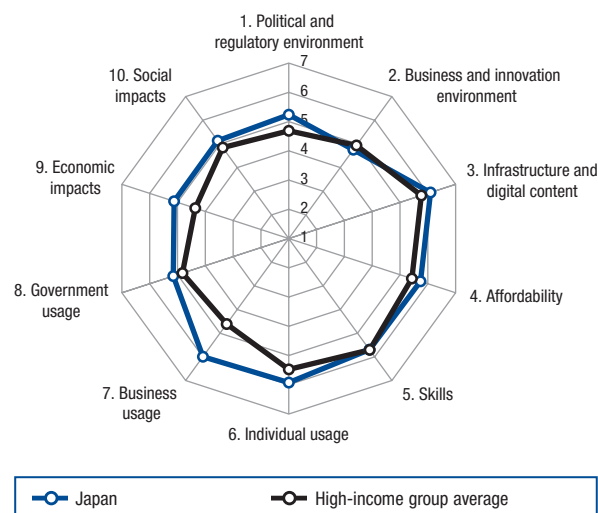 1. Political and
regulatory environment
7
10. Social
impacts
6
2. Business and innovation
environment
5
4
9. Economic
impacts
3
3. Infrastructure and
digital content
2
1
8. Government
usage
4. Affordability
7. Business
usage
5. Skills
6. Individual usage
Japan
High-income group average